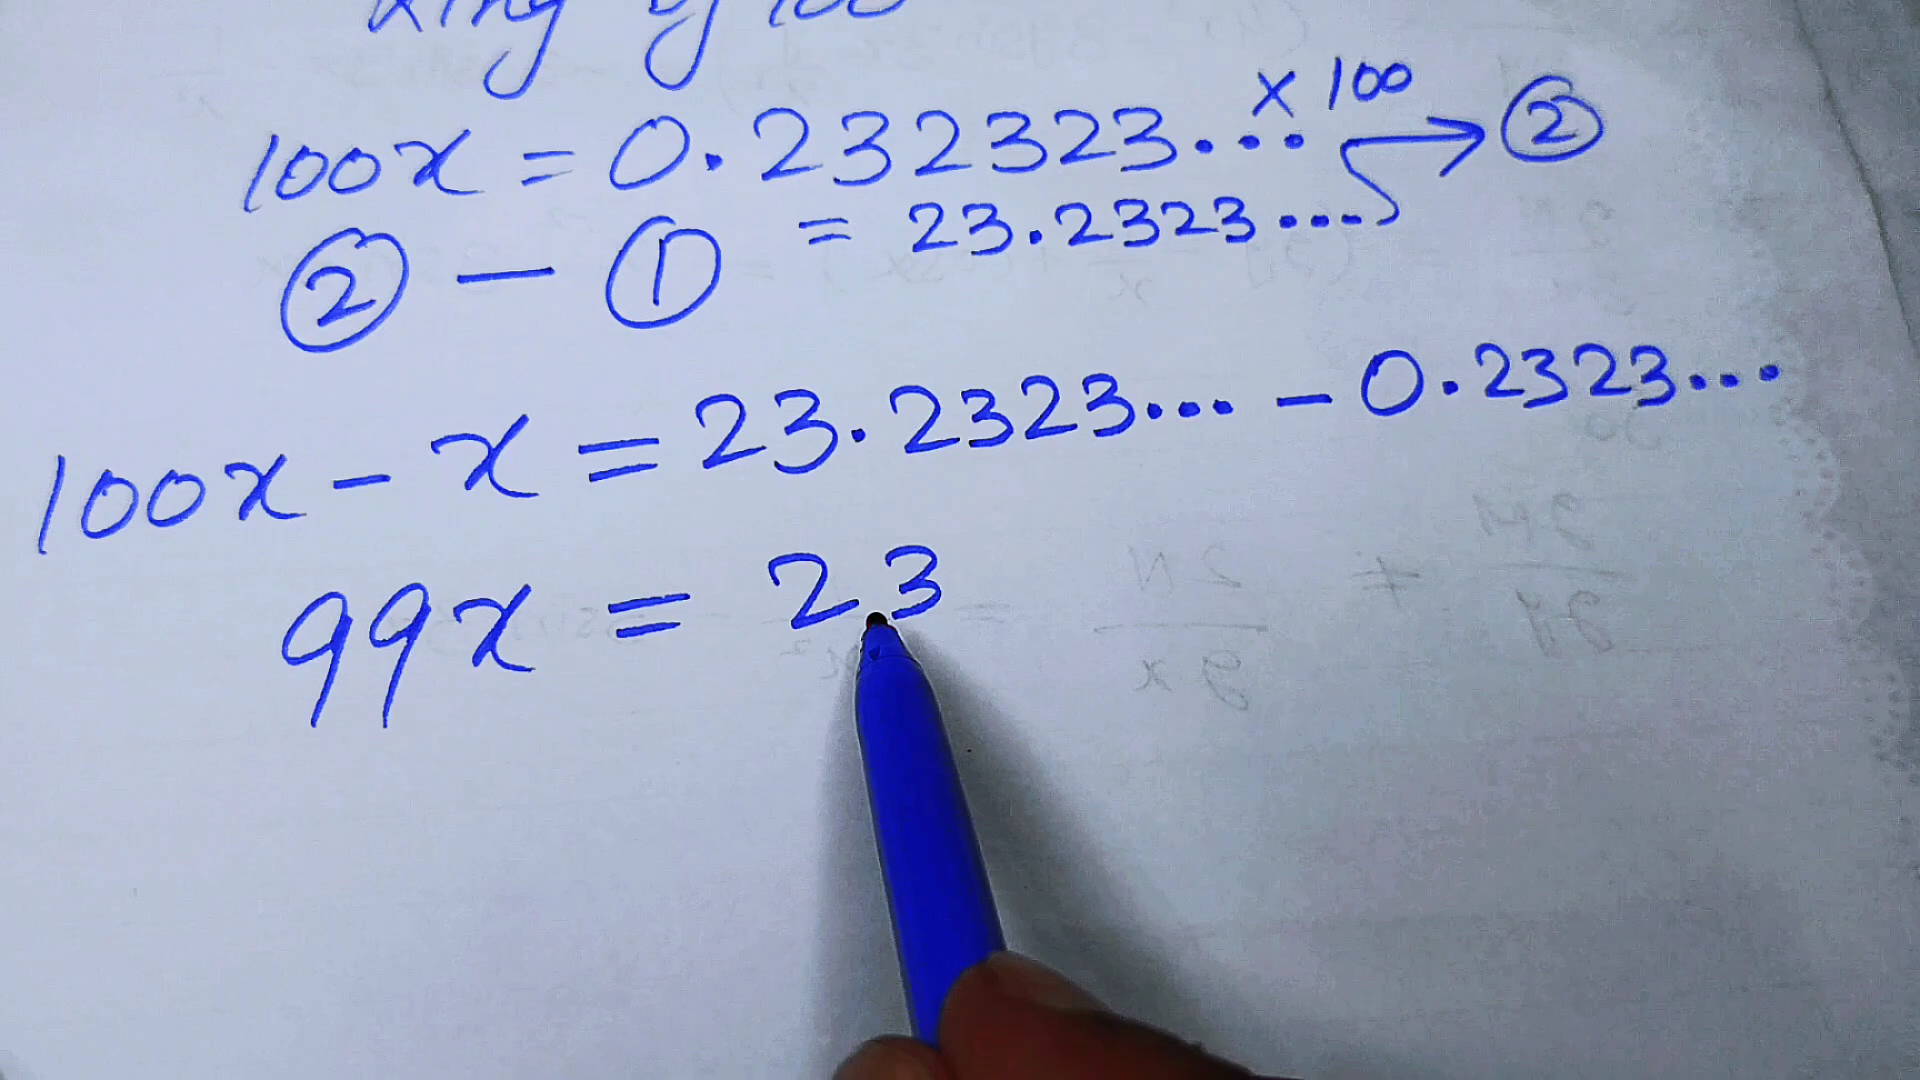 100x = 0.232323... × 100
= 23.2323... → ②
② – ①
100x - x = 23.2323... - 0.2323...
99x = 23